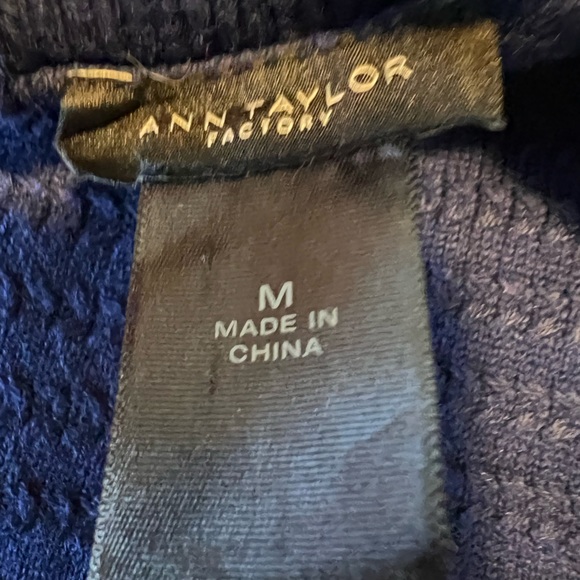 ANN TAYLOR
FACTORY
M
MADE IN
CHINA